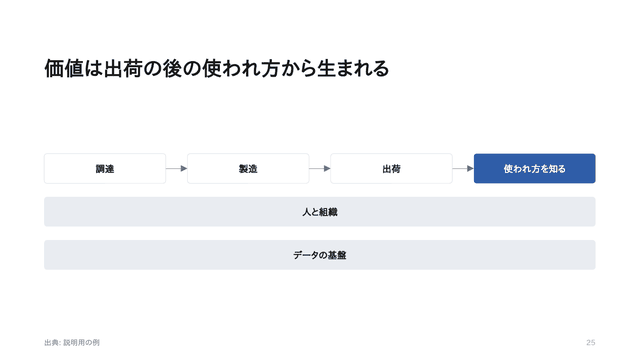 価値は出荷の後の使われ方から生まれる
調達
製造
出荷
使われ方を知る
人と組織
データの基盤
出典: 説明用の例
25